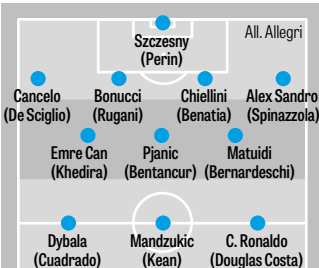 All. Allegri
Szczesny
(Perin)
Cancelo Bonucci Chiellini Alex Sandro
(De Sciglio) (Rugani) (Benatia) (Spinazzola)
Emre Can Pjanic Matuidi
(Khedira) (Bentancur) (Bernardeschi)
Dybala Mandzukic C. Ronaldo
(Cuadrado) (Kean) (Douglas Costa)